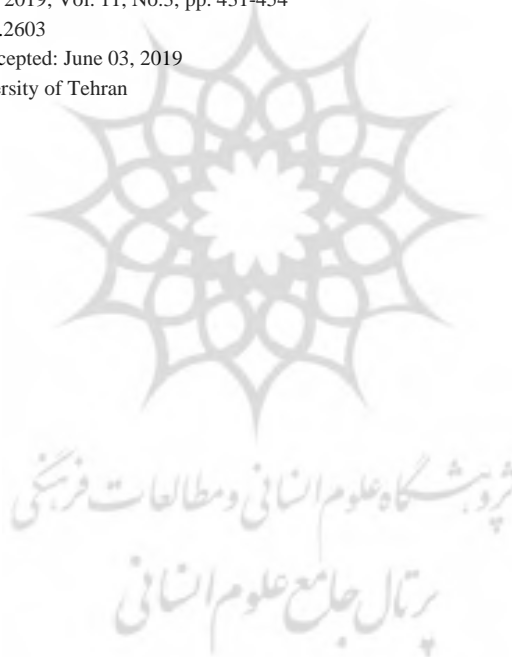 2019, Vol. 11, No.3, pp. 431-454
.2603
cepted: June 03, 2019
ersity of Tehran
پژوهشگاه علوم انسانی و مطالعات فرهنگی
پرتال جامع علوم انسانی